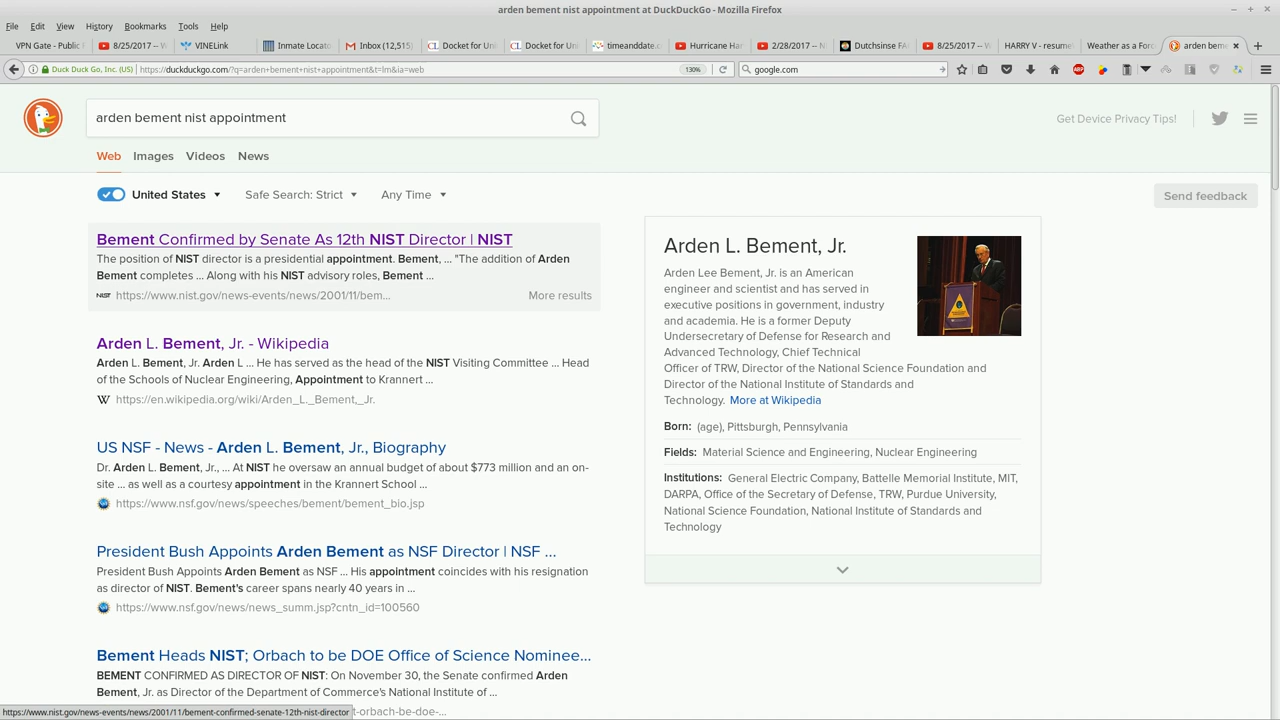 arden bement nist appointment at DuckDuckGo - Mozilla Firefox
File Edit View History Bookmarks Tools Help
VPN Gate - Public 8/25/2017 -- W VINELink Inmate Locato Inbox (12,515) Docket for Uni Docket for Uni timeanddate.c Hurricane Har 2/28/2017 -- N Dutchsinse FA 8/25/2017 -- W HARRY V - resume Weather as a Forc arden beme
Duck Duck Go, Inc. (US) https://duckduckgo.com/?q=arden+bement+nist+appointment&t=lm&ia=web 130% google.com
arden bement nist appointment
Get Device Privacy Tips!
Web Images Videos News
United States Safe Search: Strict Any Time
Send feedback
Bement Confirmed by Senate As 12th NIST Director | NIST
The position of NIST director is a presidential appointment. Bement, ... "The addition of Arden
Bement completes ... Along with his NIST advisory roles, Bement ...
NIST https://www.nist.gov/news-events/news/2001/11/bem... More results
Arden L. Bement, Jr. - Wikipedia
Arden L. Bement, Jr. Arden L ... He has served as the head of the NIST Visiting Committee ... Head
of the Schools of Nuclear Engineering, Appointment to Krannert ...
W https://en.wikipedia.org/wiki/Arden_L._Bement,_Jr.
US NSF - News - Arden L. Bement, Jr., Biography
Dr. Arden L. Bement, Jr., ... At NIST he oversaw an annual budget of about $773 million and an on-
site ... as well as a courtesy appointment in the Krannert School ...
https://www.nsf.gov/news/speeches/bement/bement_bio.jsp
President Bush Appoints Arden Bement as NSF Director | NSF ...
President Bush Appoints Arden Bement as NSF ... His appointment coincides with his resignation
as director of NIST. Bement's career spans nearly 40 years in ...
https://www.nsf.gov/news/news_summ.jsp?cntn_id=100560
Bement Heads NIST; Orbach to be DOE Office of Science Nominee...
BEMENT CONFIRMED AS DIRECTOR OF NIST: On November 30, the Senate confirmed Arden
Bement, Jr. as Director of the Department of Commerce's National Institute of ...
https://www.nist.gov/news-events/news/2001/11/bement-confirmed-senate-12th-nist-director t-orbach-be-doe-...
Arden L. Bement, Jr.
Arden Lee Bement, Jr. is an American
engineer and scientist and has served in
executive positions in government, industry
and academia. He is a former Deputy
Undersecretary of Defense for Research and
Advanced Technology, Chief Technical
Officer of TRW, Director of the National Science Foundation and
Director of the National Institute of Standards and
Technology. More at Wikipedia
Born: (age), Pittsburgh, Pennsylvania
Fields: Material Science and Engineering, Nuclear Engineering
Institutions: General Electric Company, Battelle Memorial Institute, MIT,
DARPA, Office of the Secretary of Defense, TRW, Purdue University,
National Science Foundation, National Institute of Standards and
Technology